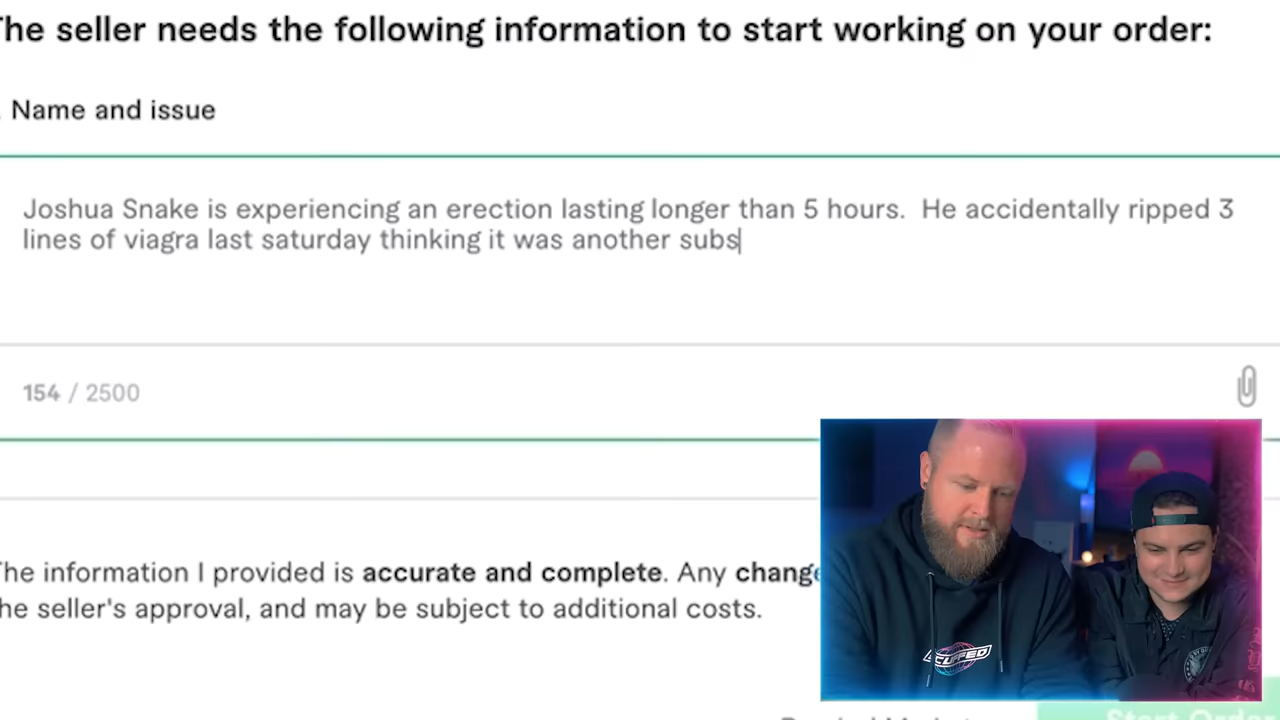 The seller needs the following information to start working on your order:
Name and issue
Joshua Snake is experiencing an erection lasting longer than 5 hours.  He accidentally ripped 3
lines of viagra last saturday thinking it was another subs
154 / 2500
The information I provided is accurate and complete. Any change
the seller's approval, and may be subject to additional costs.
Start Order